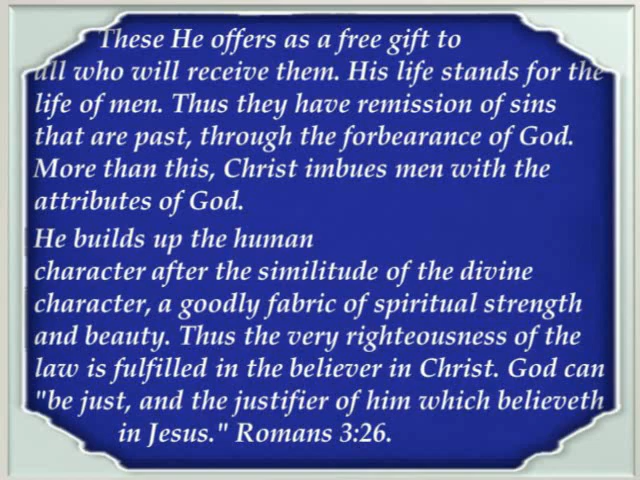 These He offers as a free gift to
all who will receive them. His life stands for the
life of men. Thus they have remission of sins
that are past, through the forbearance of God.
More than this, Christ imbues men with the
attributes of God.
He builds up the human
character after the similitude of the divine
character, a goodly fabric of spiritual strength
and beauty. Thus the very righteousness of the
law is fulfilled in the believer in Christ. God can
"be just, and the justifier of him which believeth
in Jesus." Romans 3:26.